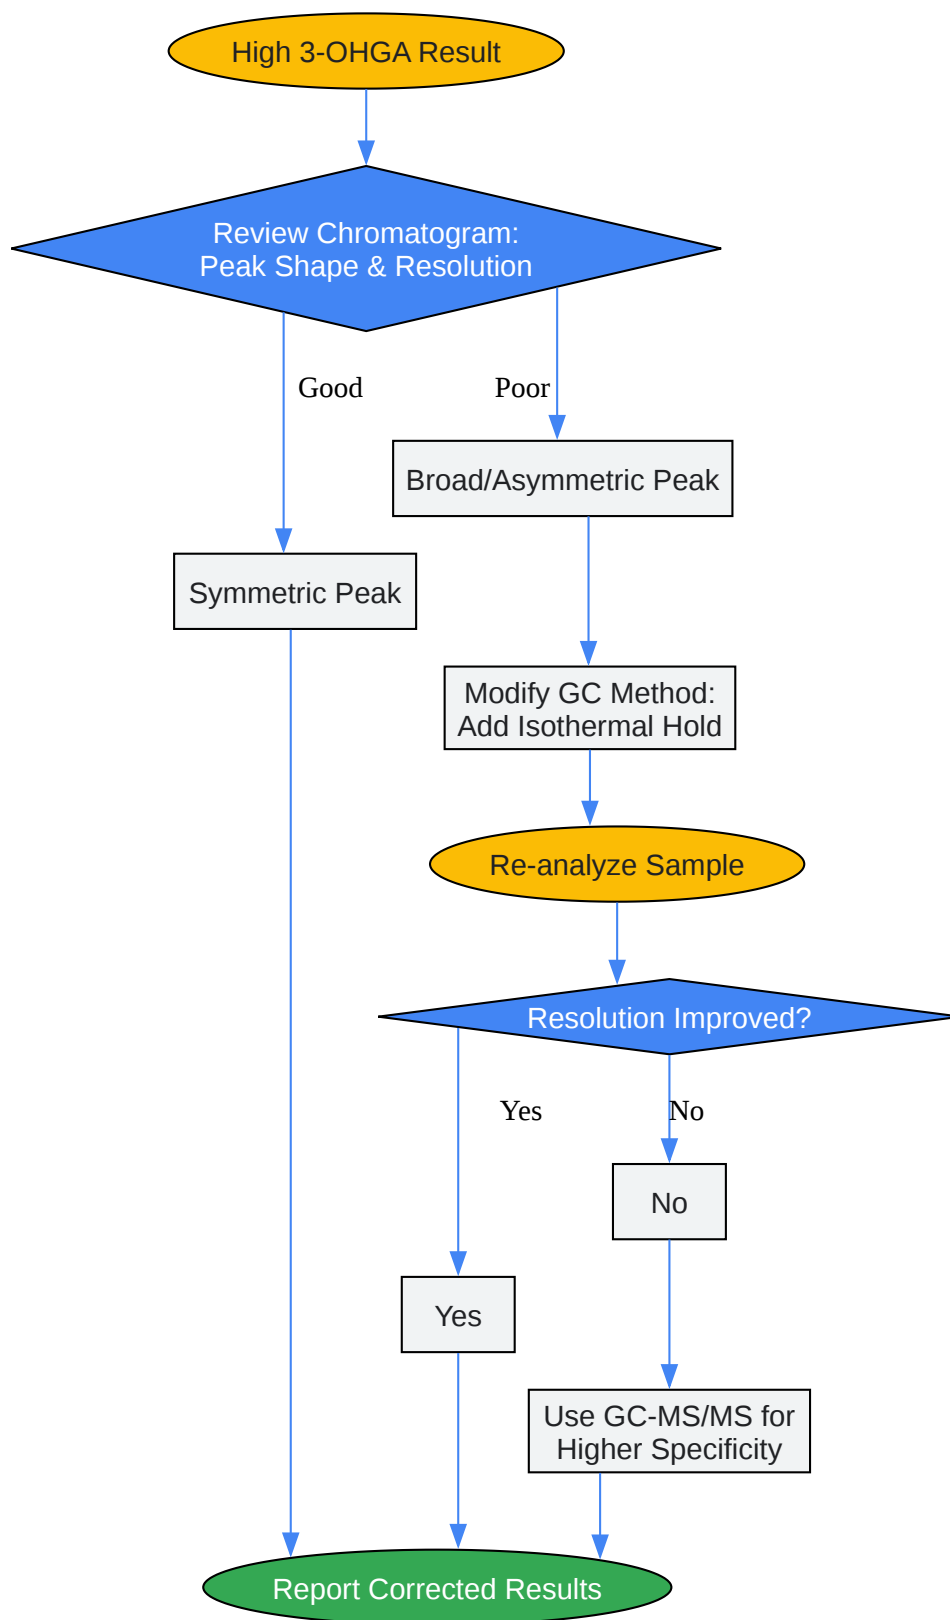 High 3-OHGA Result
Review Chromatogram:
Peak Shape & Resolution
Good
Poor
Broad/Asymmetric Peak
Symmetric Peak
Modify GC Method:
Add Isothermal Hold
Re-analyze Sample
Resolution Improved?
Yes
No
No
Yes
Use GC-MS/MS for
Higher Specificity
Report Corrected Results